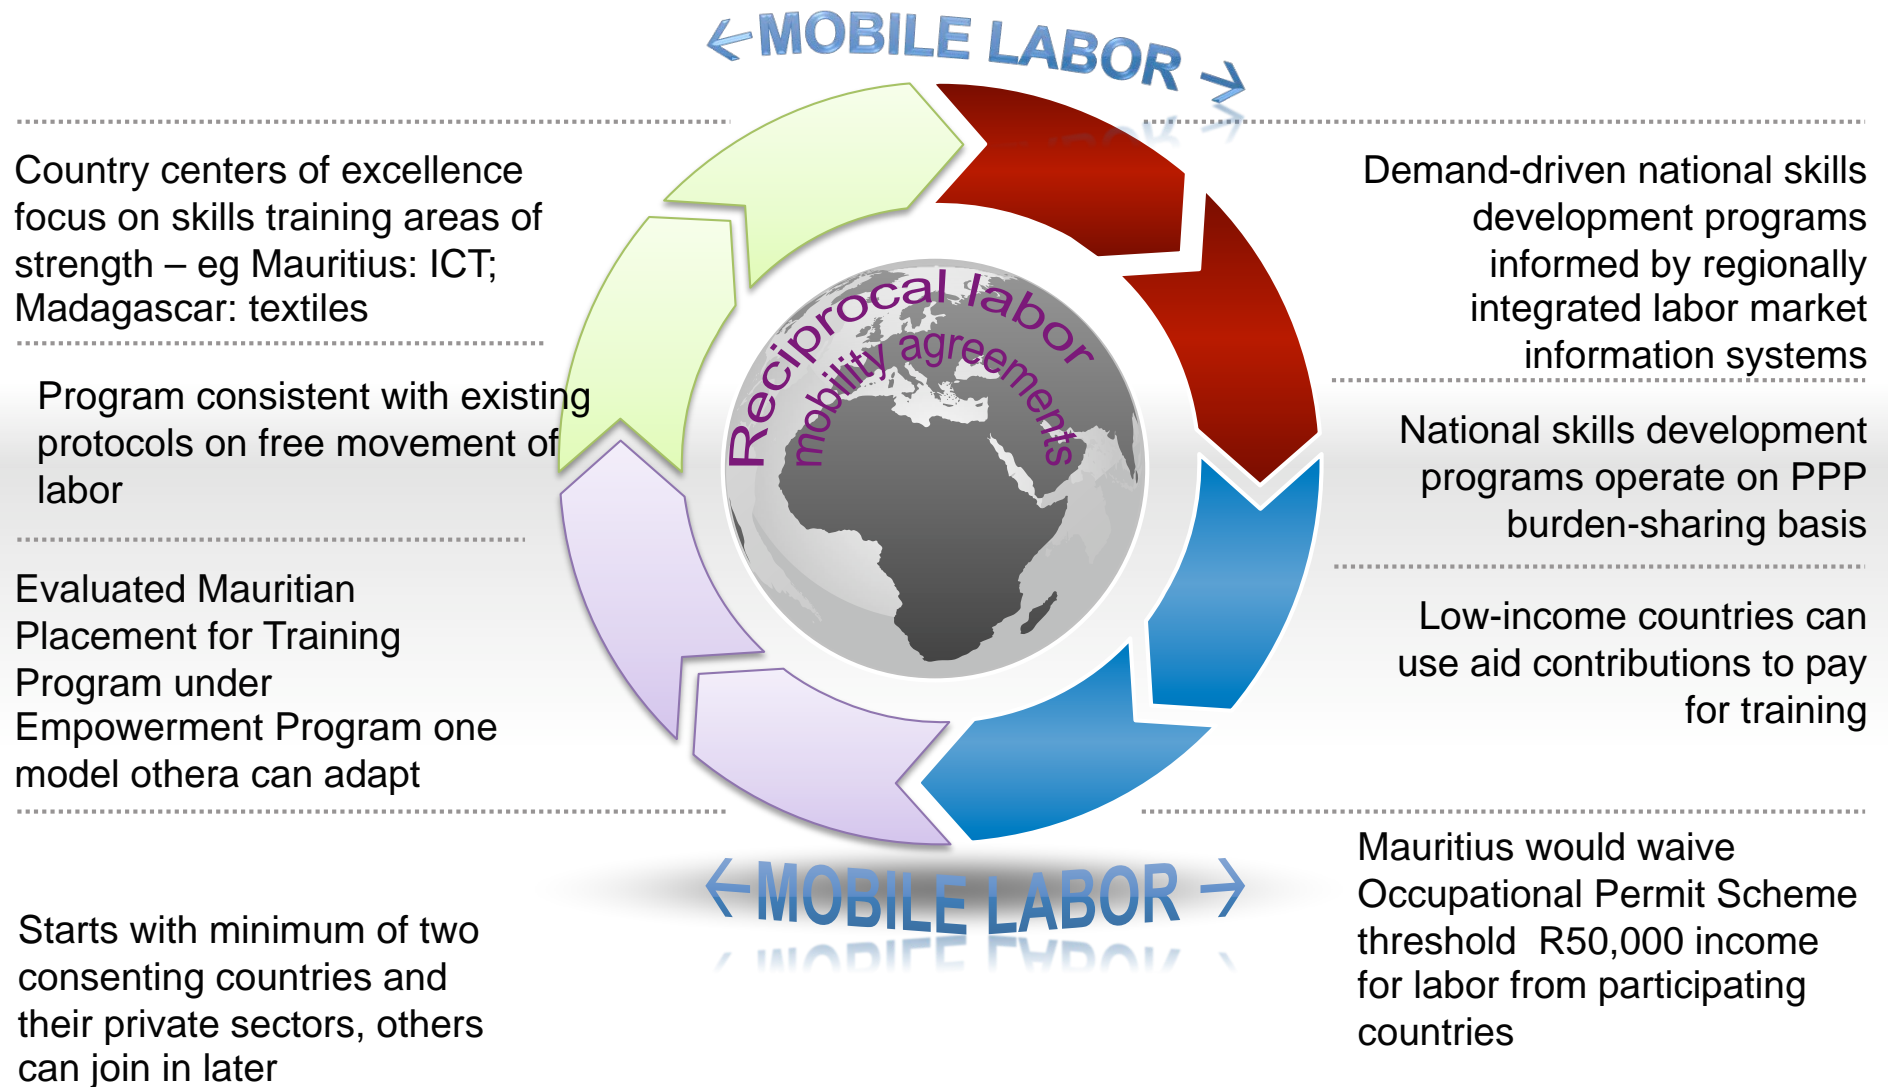 ←MOBILE LABOR→
Country centers of excellence
focus on skills training areas of
strength – eg Mauritius: ICT;
Madagascar: textiles
Program consistent with existing
protocols on free movement of
labor
Evaluated Mauritian
Placement for Training
Program under
Empowerment Program one
model othera can adapt
Starts with minimum of two
consenting countries and
their private sectors, others
can join in later
Reciprocal labor
mobility agreements
Demand-driven national skills
development programs
informed by regionally
integrated labor market
information systems
National skills development
programs operate on PPP
burden-sharing basis
Low-income countries can
use aid contributions to pay
for training
Mauritius would waive
Occupational Permit Scheme
threshold  R50,000 income
for labor from participating
countries
←MOBILE LABOR→